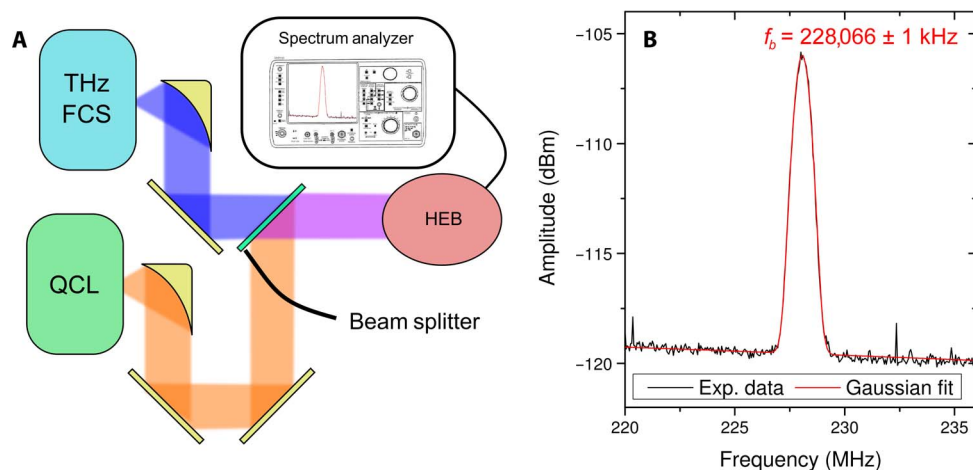 A
THz
FCS
Spectrum analyzer
HEB
QCL
Beam splitter
B
f_b = 228,066 ± 1 kHz
Amplitude (dBm)
−105
−110
−115
−120
Exp. data
Gaussian fit
220
225
230
235
Frequency (MHz)